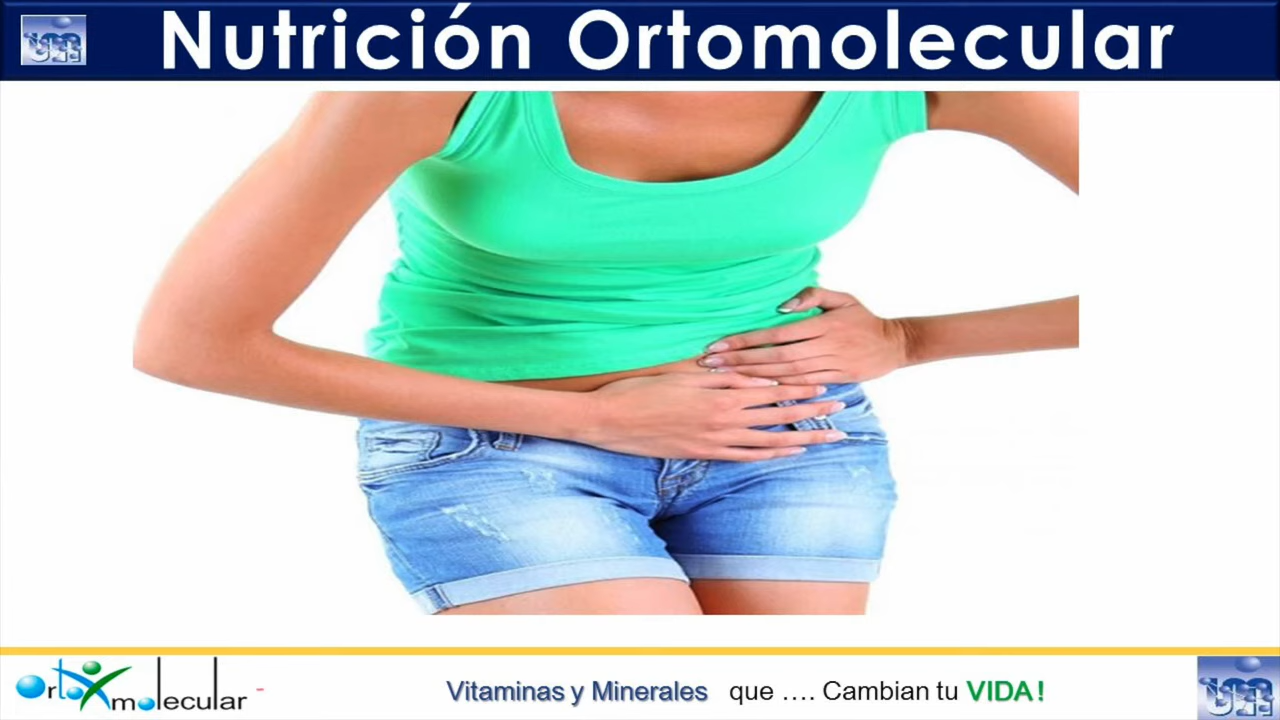 Nutrición Ortomolecular
Ortomolecular
Vitaminas y Minerales que .... Cambian tu VIDA!